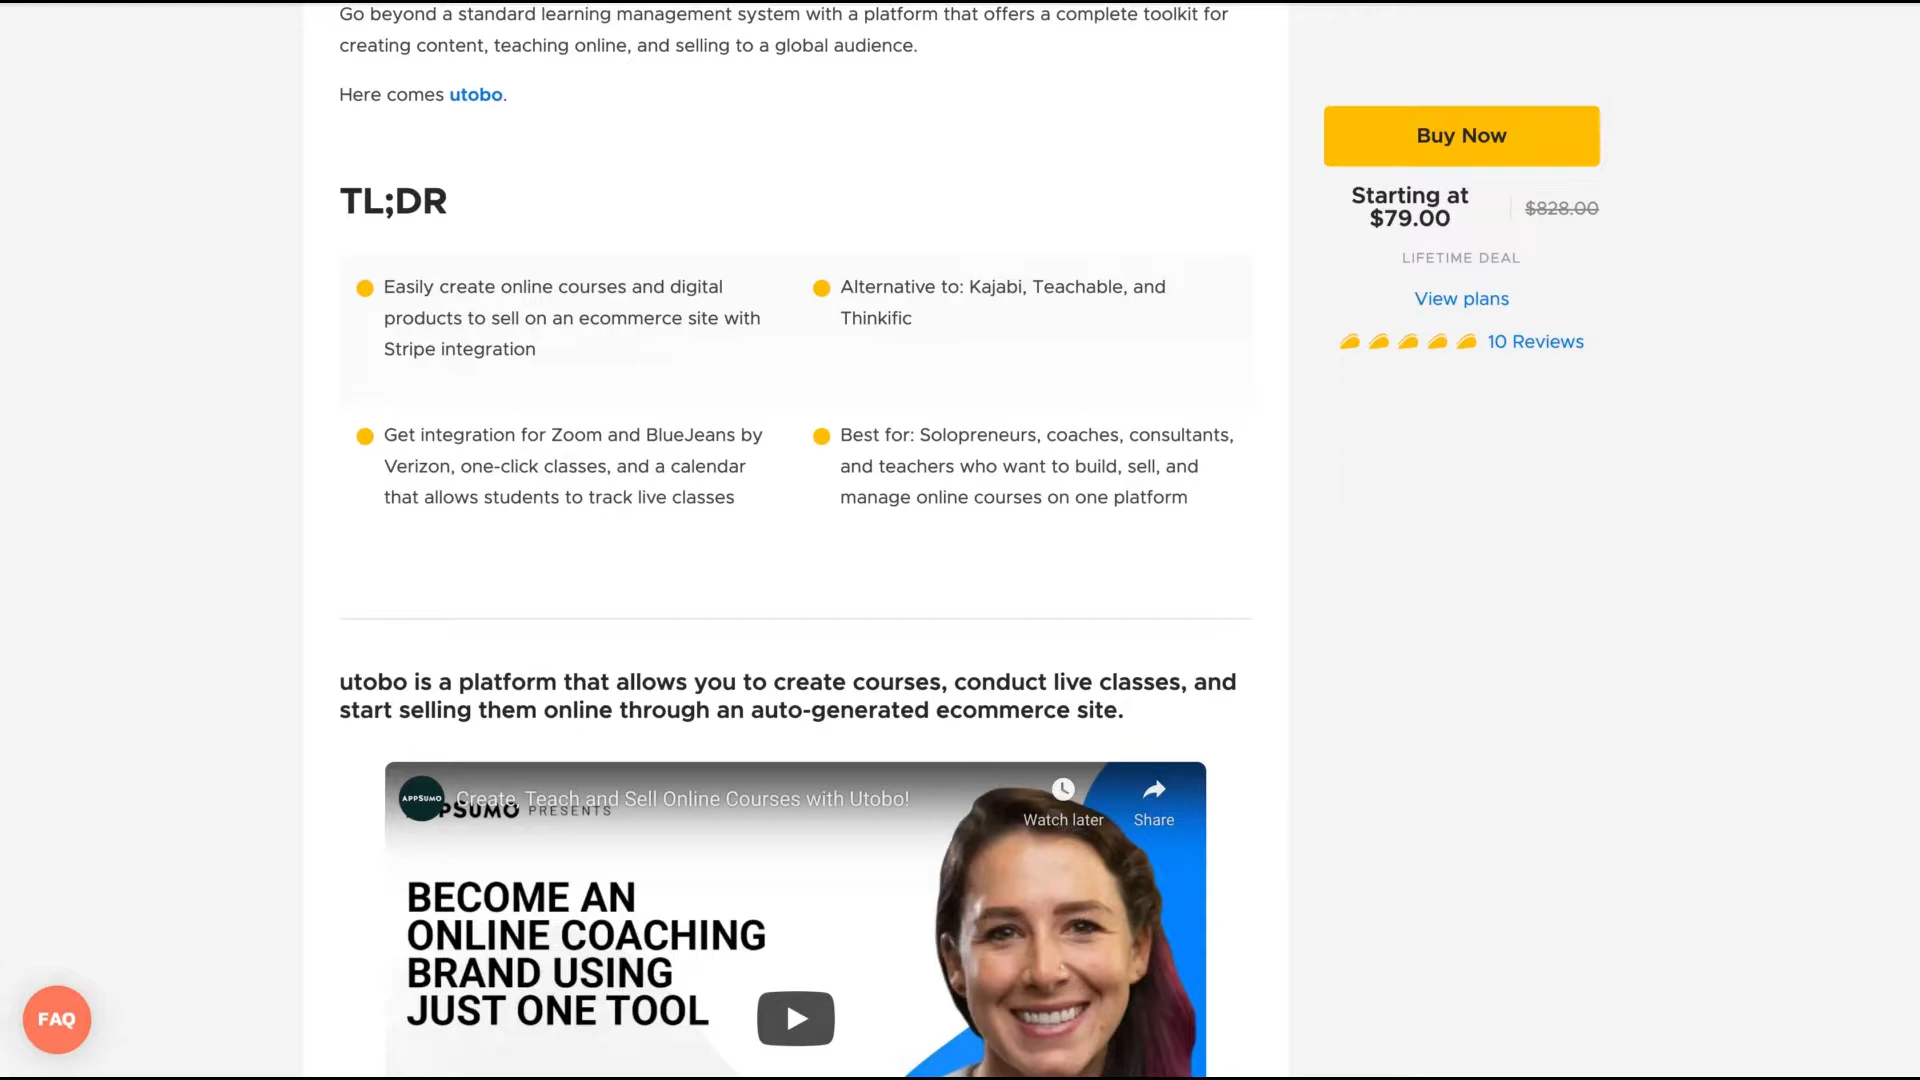 Go beyond a standard learning management system with a platform that offers a complete toolkit for
creating content, teaching online, and selling to a global audience.
Here comes utobo.
TL;DR
Easily create online courses and digital
products to sell on an ecommerce site with
Stripe integration
Alternative to: Kajabi, Teachable, and
Thinkific
Get integration for Zoom and BlueJeans by
Verizon, one-click classes, and a calendar
that allows students to track live classes
Best for: Solopreneurs, coaches, consultants,
and teachers who want to build, sell, and
manage online courses on one platform
utobo is a platform that allows you to create courses, conduct live classes, and
start selling them online through an auto-generated ecommerce site.
APPSUMO
Create, Teach and Sell Online Courses with Utobo!
PSUMO PRESENTS
Watch later
Share
BECOME AN
ONLINE COACHING
BRAND USING
JUST ONE TOOL
Buy Now
Starting at
$79.00
$828.00
LIFETIME DEAL
View plans
10 Reviews
FAQ